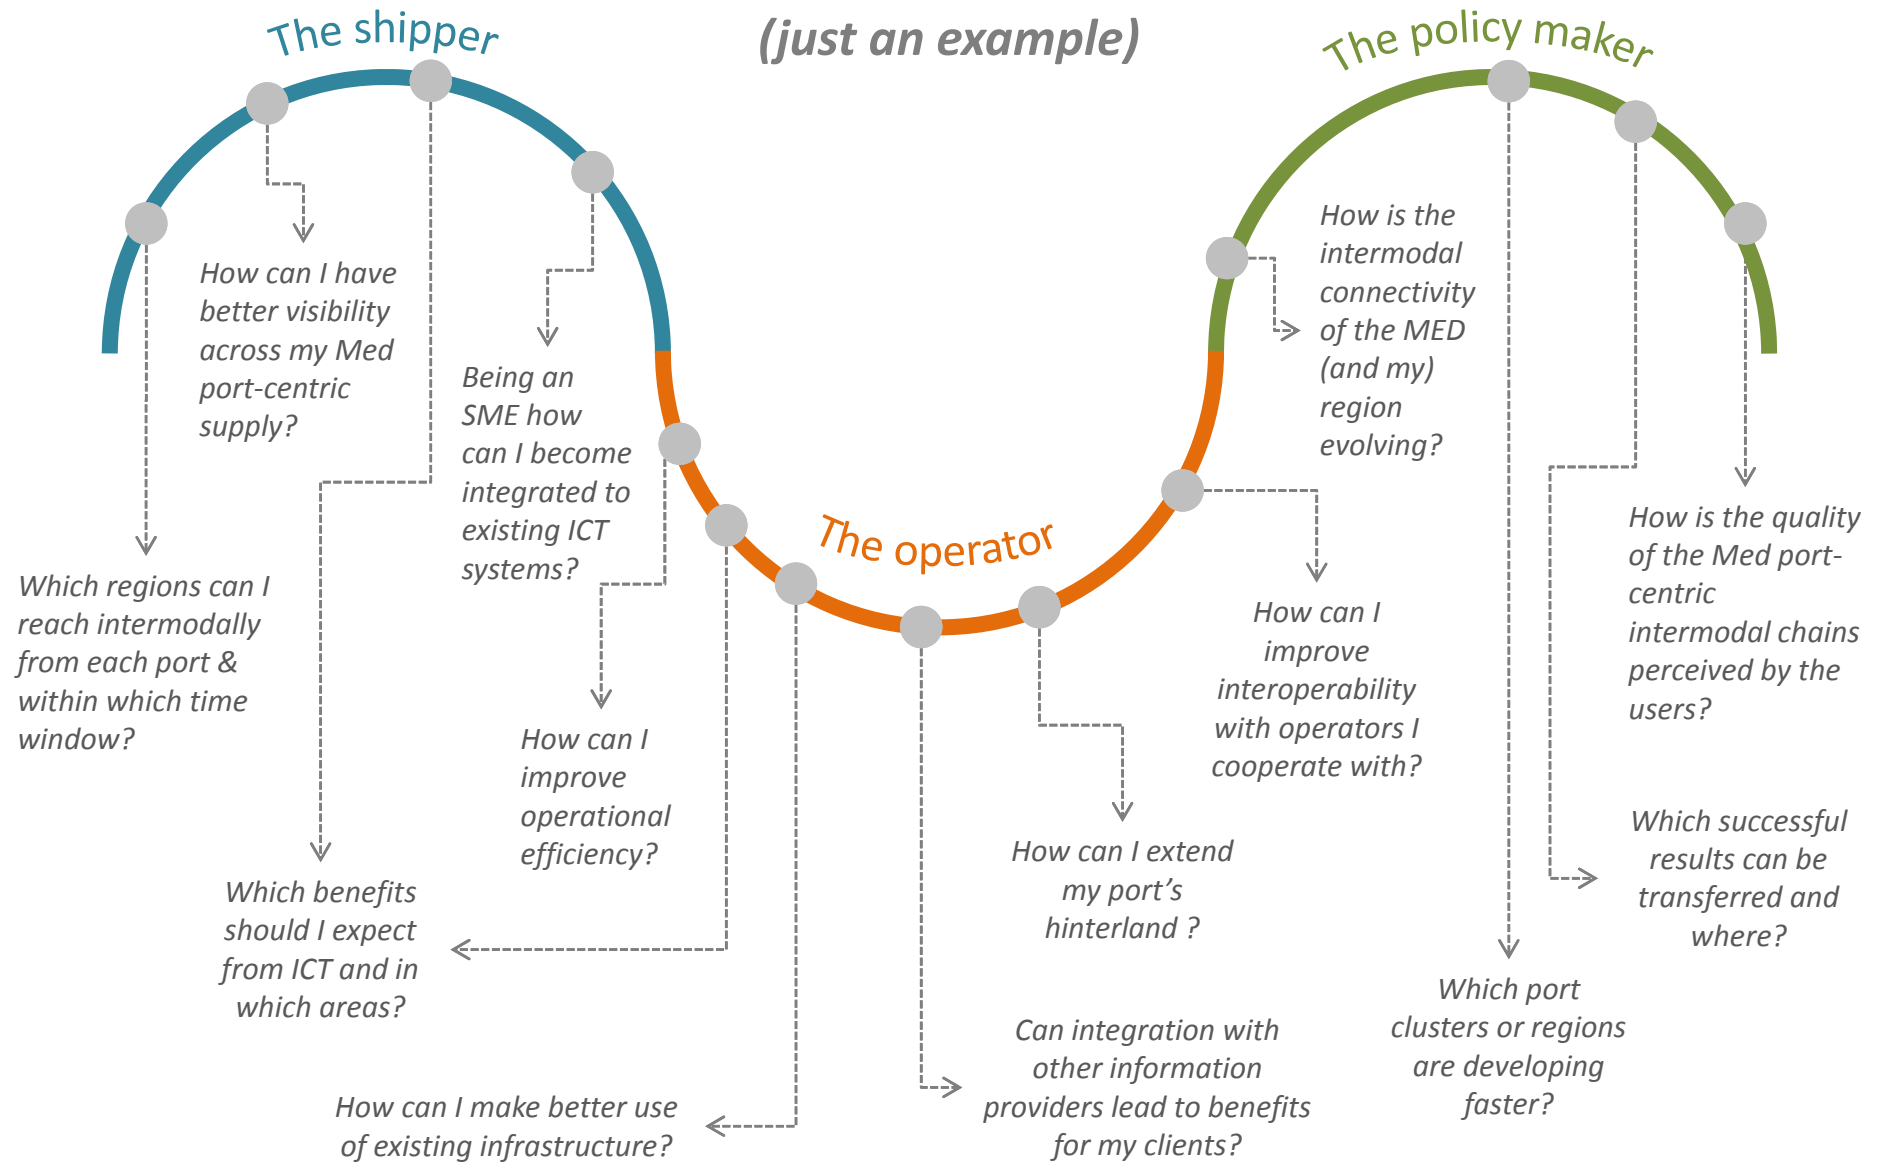 The shipper
(just an example)
The policy maker
How can I have
better visibility
across my Med
port-centric
supply?
Being an
SME how
can I become
integrated to
existing ICT
systems?
Which regions can I
reach intermodally
from each port &
within which time
window?
Which benefits
should I expect
from ICT and in
which areas?
The operator
How can I
improve
operational
efficiency?
How can I make better use
of existing infrastructure?
Can integration with
other information
providers lead to benefits
for my clients?
How can I extend
my port’s
hinterland ?
How can I
improve
interoperability
with operators I
cooperate with?
How is the
intermodal
connectivity
of the MED
(and my)
region
evolving?
Which port
clusters or regions
are developing
faster?
Which successful
results can be
transferred and
where?
How is the quality
of the Med port-
centric
intermodal chains
perceived by the
users?